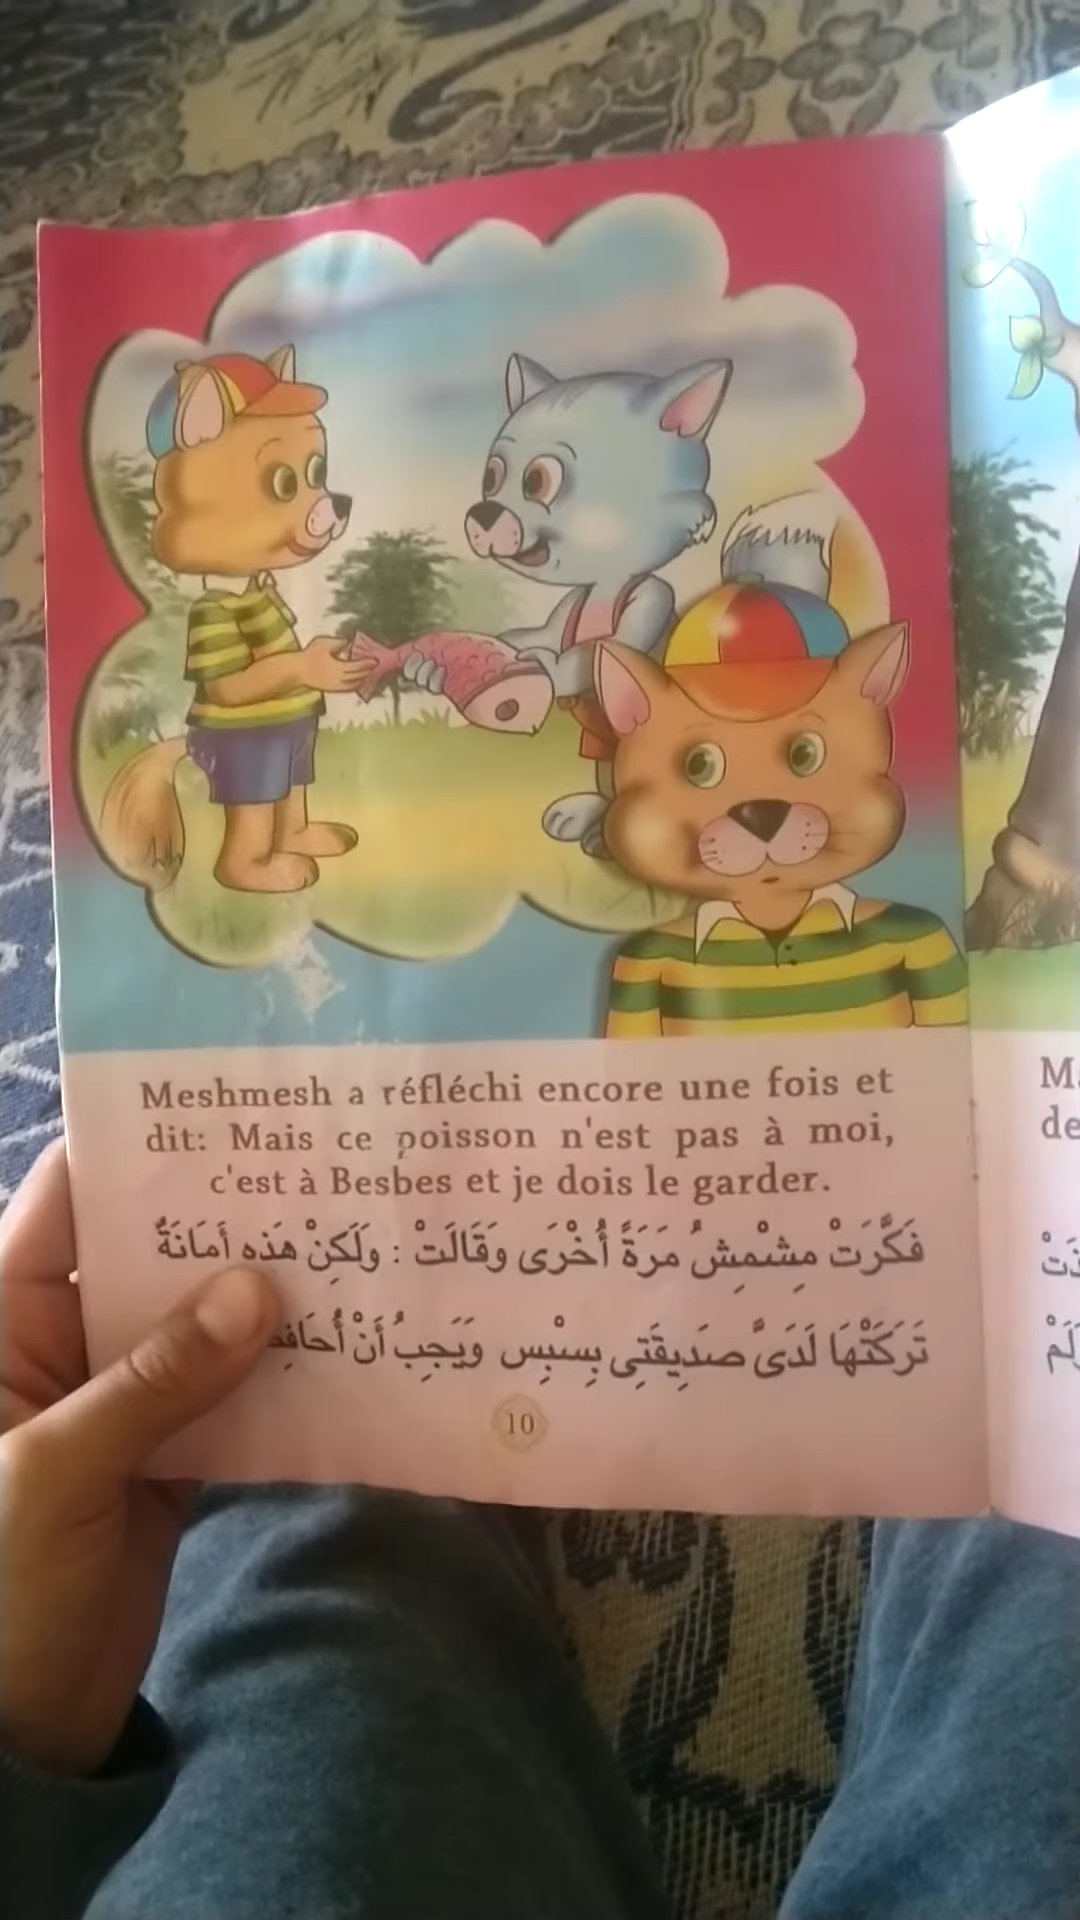 Meshmesh a réfléchi encore une fois et
dit: Mais ce poisson n'est pas à moi,
c'est à Besbes et je dois le garder.
فَكَّرَتْ مِشْمِشُ مَرَةً أُخْرَى وَقَالَتْ : وَلَكِنْ هَذه أَمَانَةٌ
تَرَكَتْهَا لَدَىَّ صَدِيقَتِى بِسْبِس وَيَجِبُ أَنْ
10